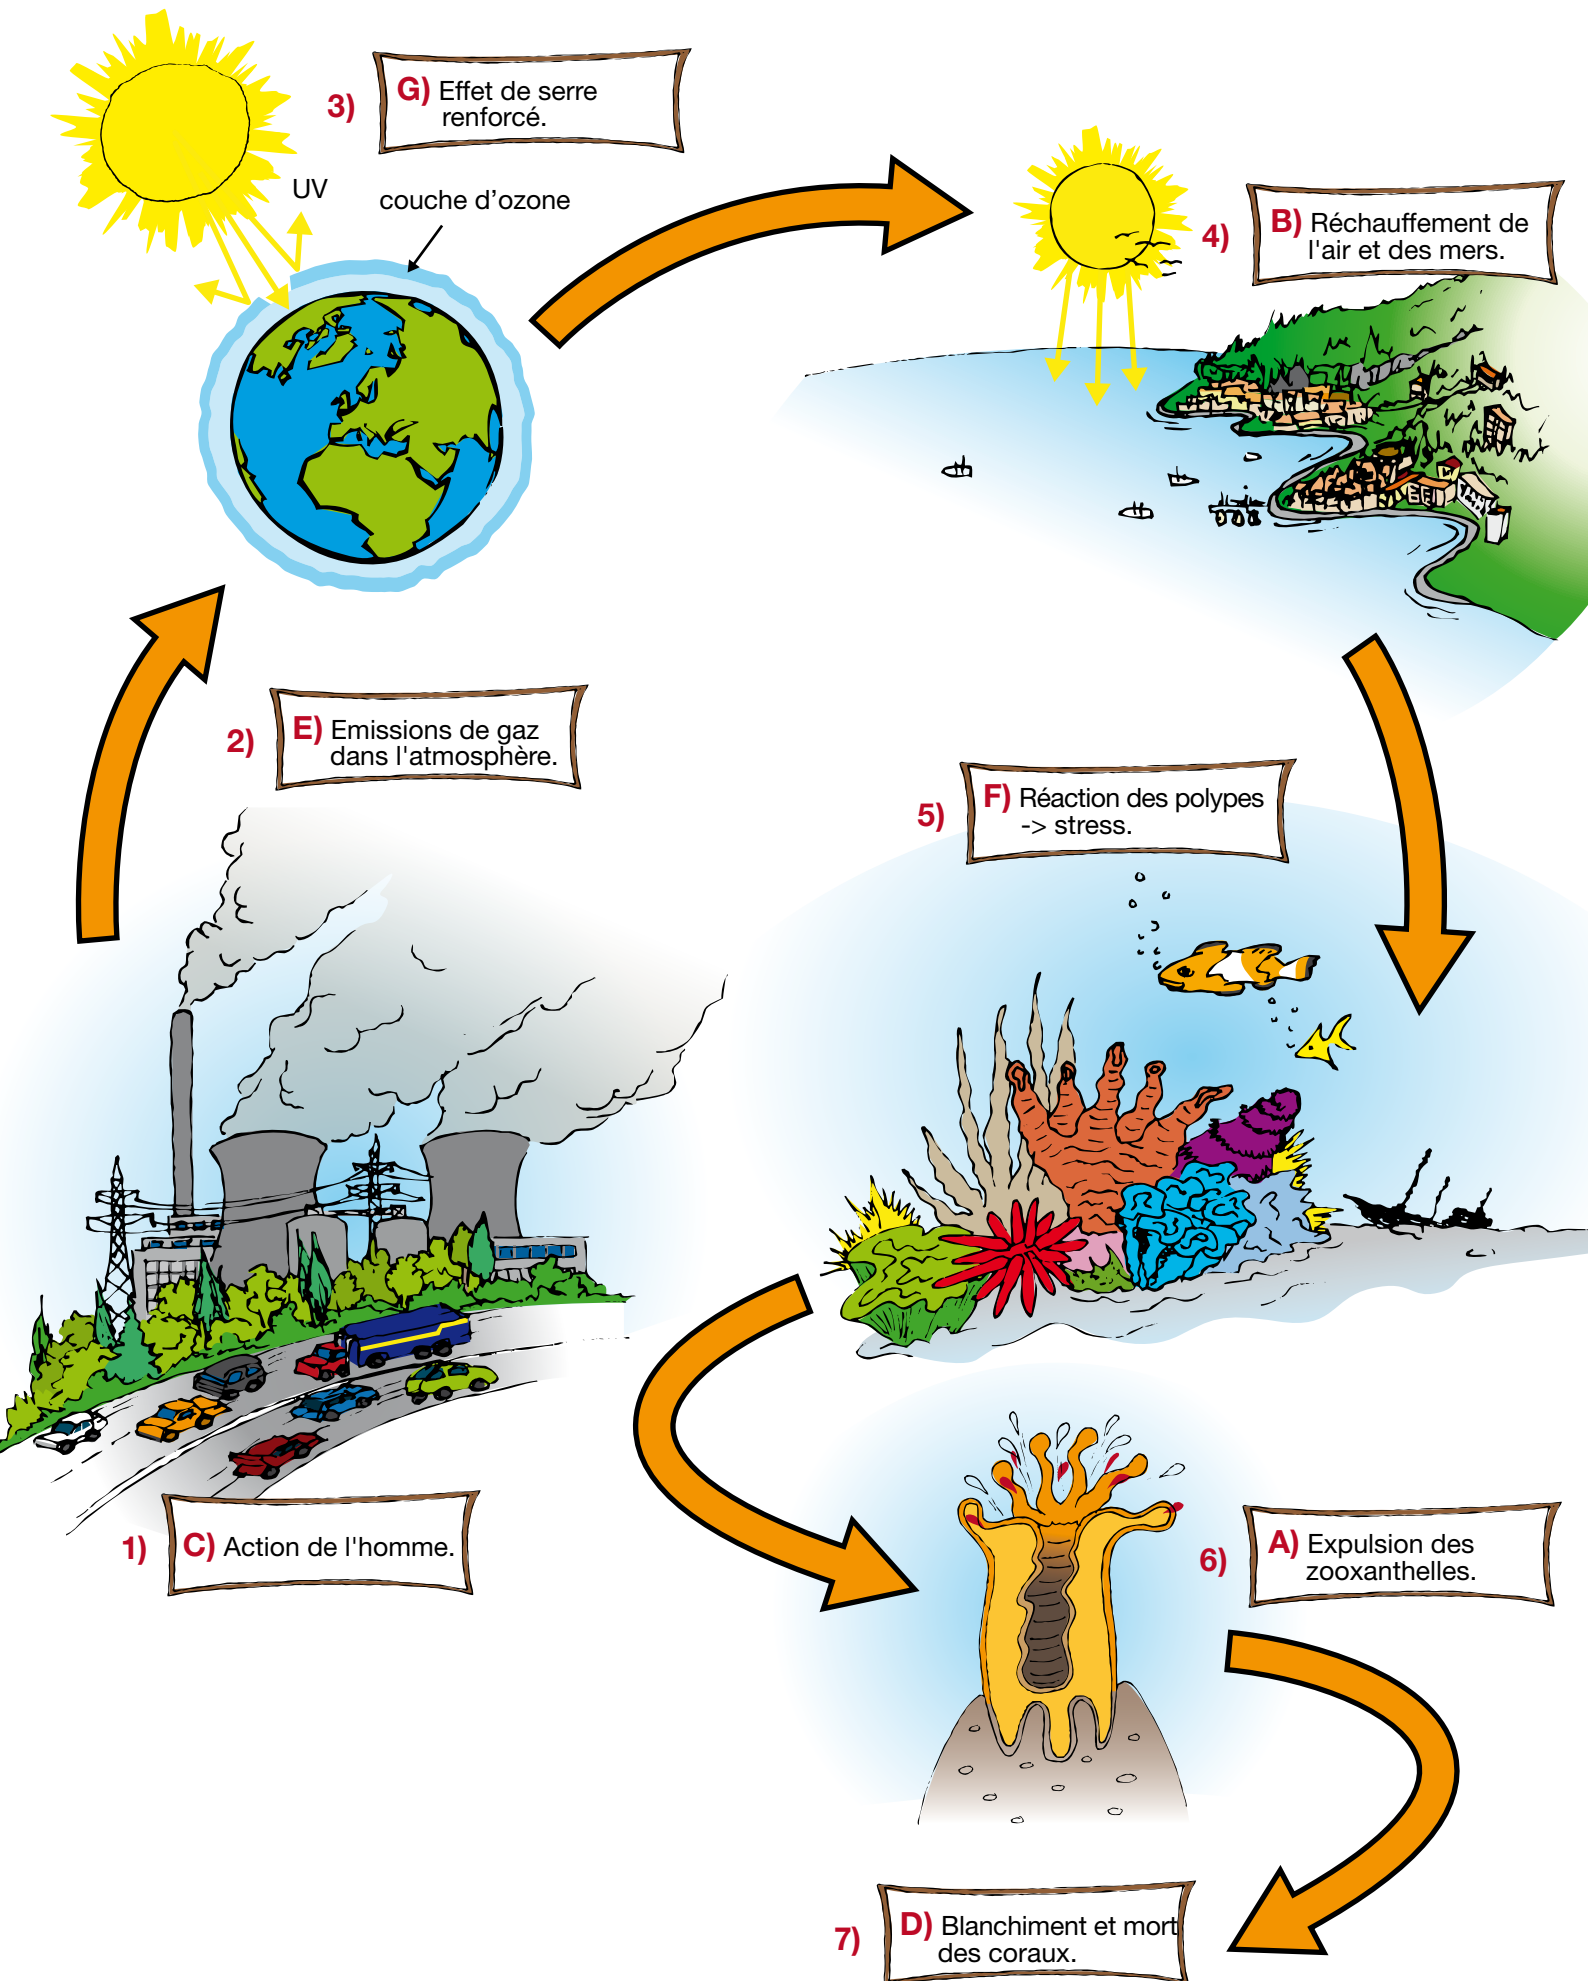 3)
G) Effet de serre
renforcé.
UV
couche d'ozone
4)
B) Réchauffement de
l'air et des mers.
2)
E) Emissions de gaz
dans l'atmosphère.
5)
F) Réaction des polypes
-> stress.
1)
C) Action de l'homme.
6)
A) Expulsion des
zooxanthelles.
7)
D) Blanchiment et mort
des coraux.